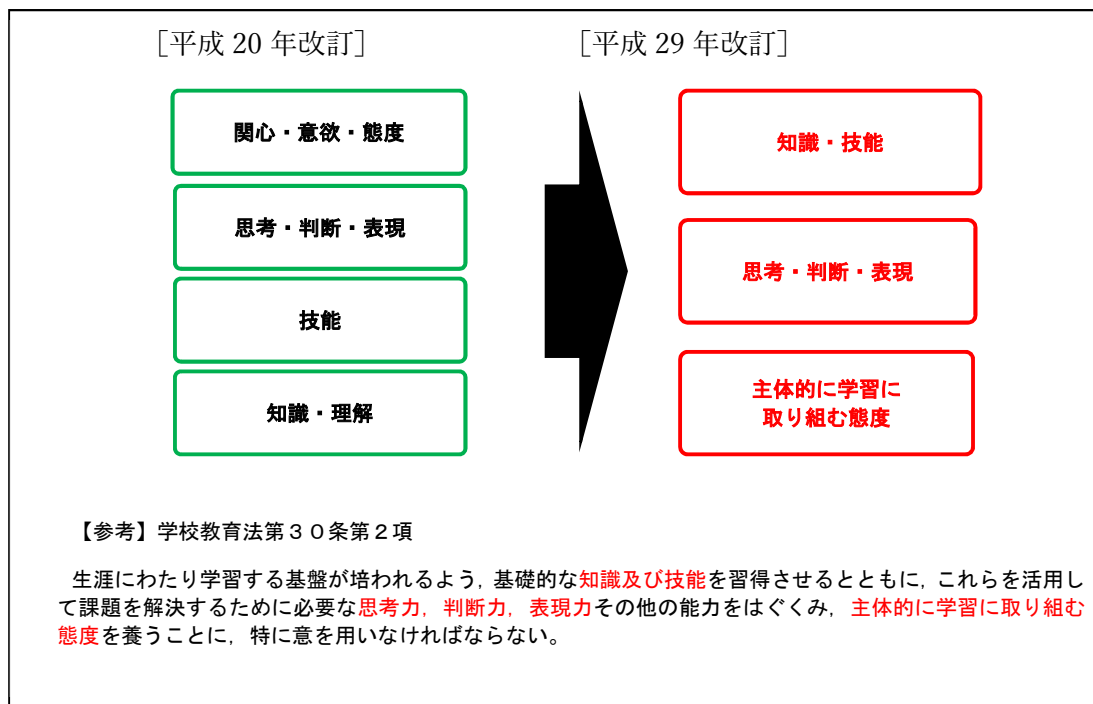 ［平成 20 年改訂］
［平成 29 年改訂］
関心・意欲・態度
思考・判断・表現
技能
知識・理解
知識・技能
思考・判断・表現
主体的に学習に
取り組む態度
【参考】学校教育法第３０条第２項
生涯にわたり学習する基盤が培われるよう，基礎的な知識及び技能を習得させるとともに，これらを活用し
て課題を解決するために必要な思考力，判断力，表現力その他の能力をはぐくみ，主体的に学習に取り組む
態度を養うことに，特に意を用いなければならない。